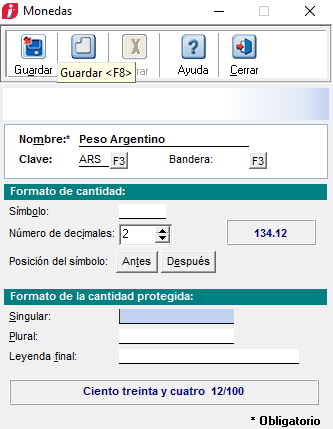 Monedas
Guardar Ayuda Cerrar
Guardar <F8>
Nombre:* Peso Argentino
Clave: ARS F3 Bandera: F3
Formato de cantidad:
Símbolo:
Número de decimales: 2 134.12
Posición del símbolo: Antes Después
Formato de la cantidad protegida:
Singular:
Plural:
Leyenda final:
Ciento treinta y cuatro 12/100
* Obligatorio